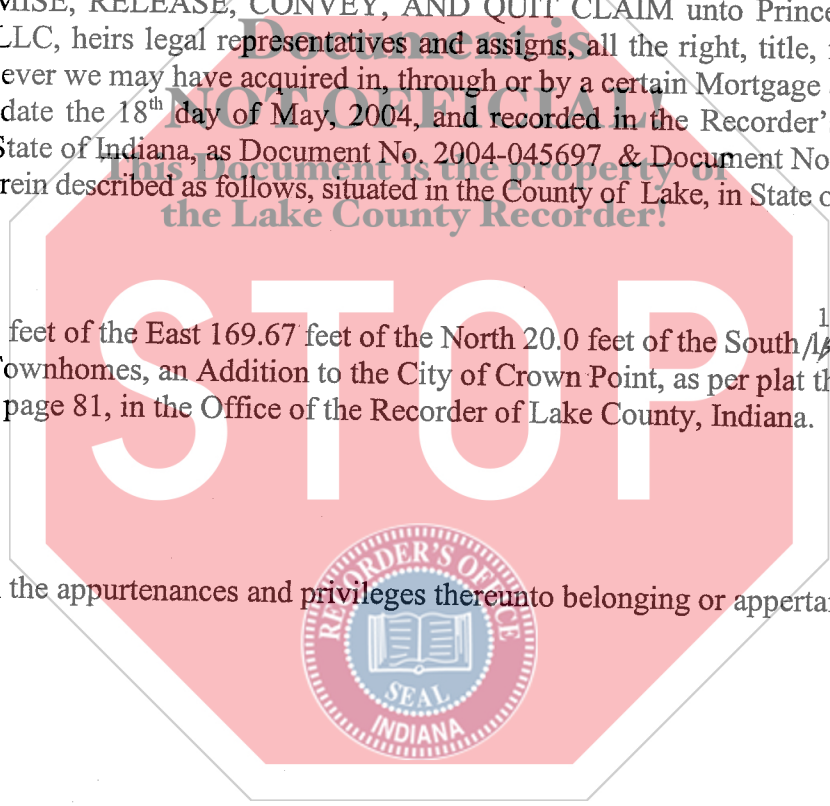 MISE, RELEASE, CONVEY, AND QUIT CLAIM unto Prince
LLC, heirs legal representatives and assigns, all the right, title,
ever we may have acquired in, through or by a certain Mortgage
date the 18th day of May, 2004, and recorded in the Recorder'
State of Indiana, as Document No. 2004-045697 & Document No
rein described as follows, situated in the County of Lake, in State o
Document is
NOT OFFICIAL!
This Document is the property of
the Lake County Recorder!
STOP
feet of the East 169.67 feet of the North 20.0 feet of the South
ownhomes, an Addition to the City of Crown Point, as per plat th
page 81, in the Office of the Recorder of Lake County, Indiana.
the appurtenances and privileges thereunto belonging or apperta
RECORDER'S OFFICE
SEAL
INDIANA